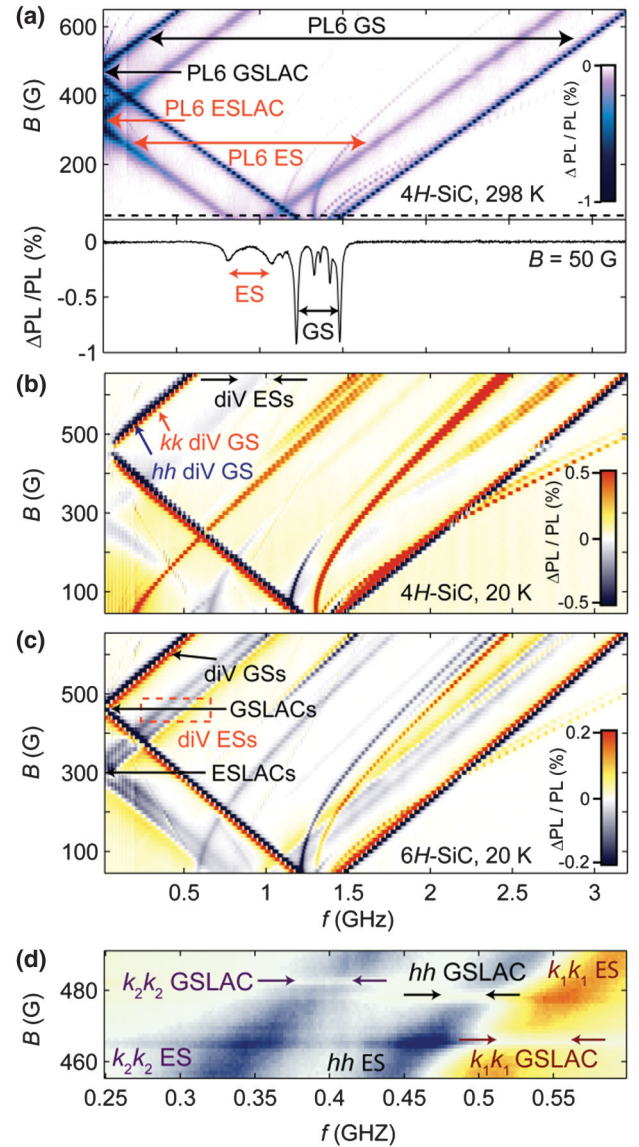 (a)
600
400
200
B (G)
PL6 GS
PL6 GSLAC
PL6 ESLAC
PL6 ES
4H-SiC, 298 K
0
-1
Δ PL / PL (%)
0
-0.5
-1
ΔPL /PL (%)
ES
GS
B = 50 G
(b)
500
300
100
B (G)
diV ESs
kk diV GS
hh diV GS
4H-SiC, 20 K
0.5
0
-0.5
ΔPL / PL (%)
(c)
500
300
100
B (G)
diV GSs
GSLACs
diV ESs
ESLACs
6H-SiC, 20 K
0.2
0
-0.2
ΔPL / PL (%)
0.5 1 1.5 2 2.5 3
f (GHz)
(d)
480
460
B (G)
k₂k₂ GSLAC
hh GSLAC
k₁k₁ ES
k₂k₂ ES
hh ES
k₁k₁ GSLAC
0.25 0.3 0.35 0.4 0.45 0.5 0.55
f (GHZ)